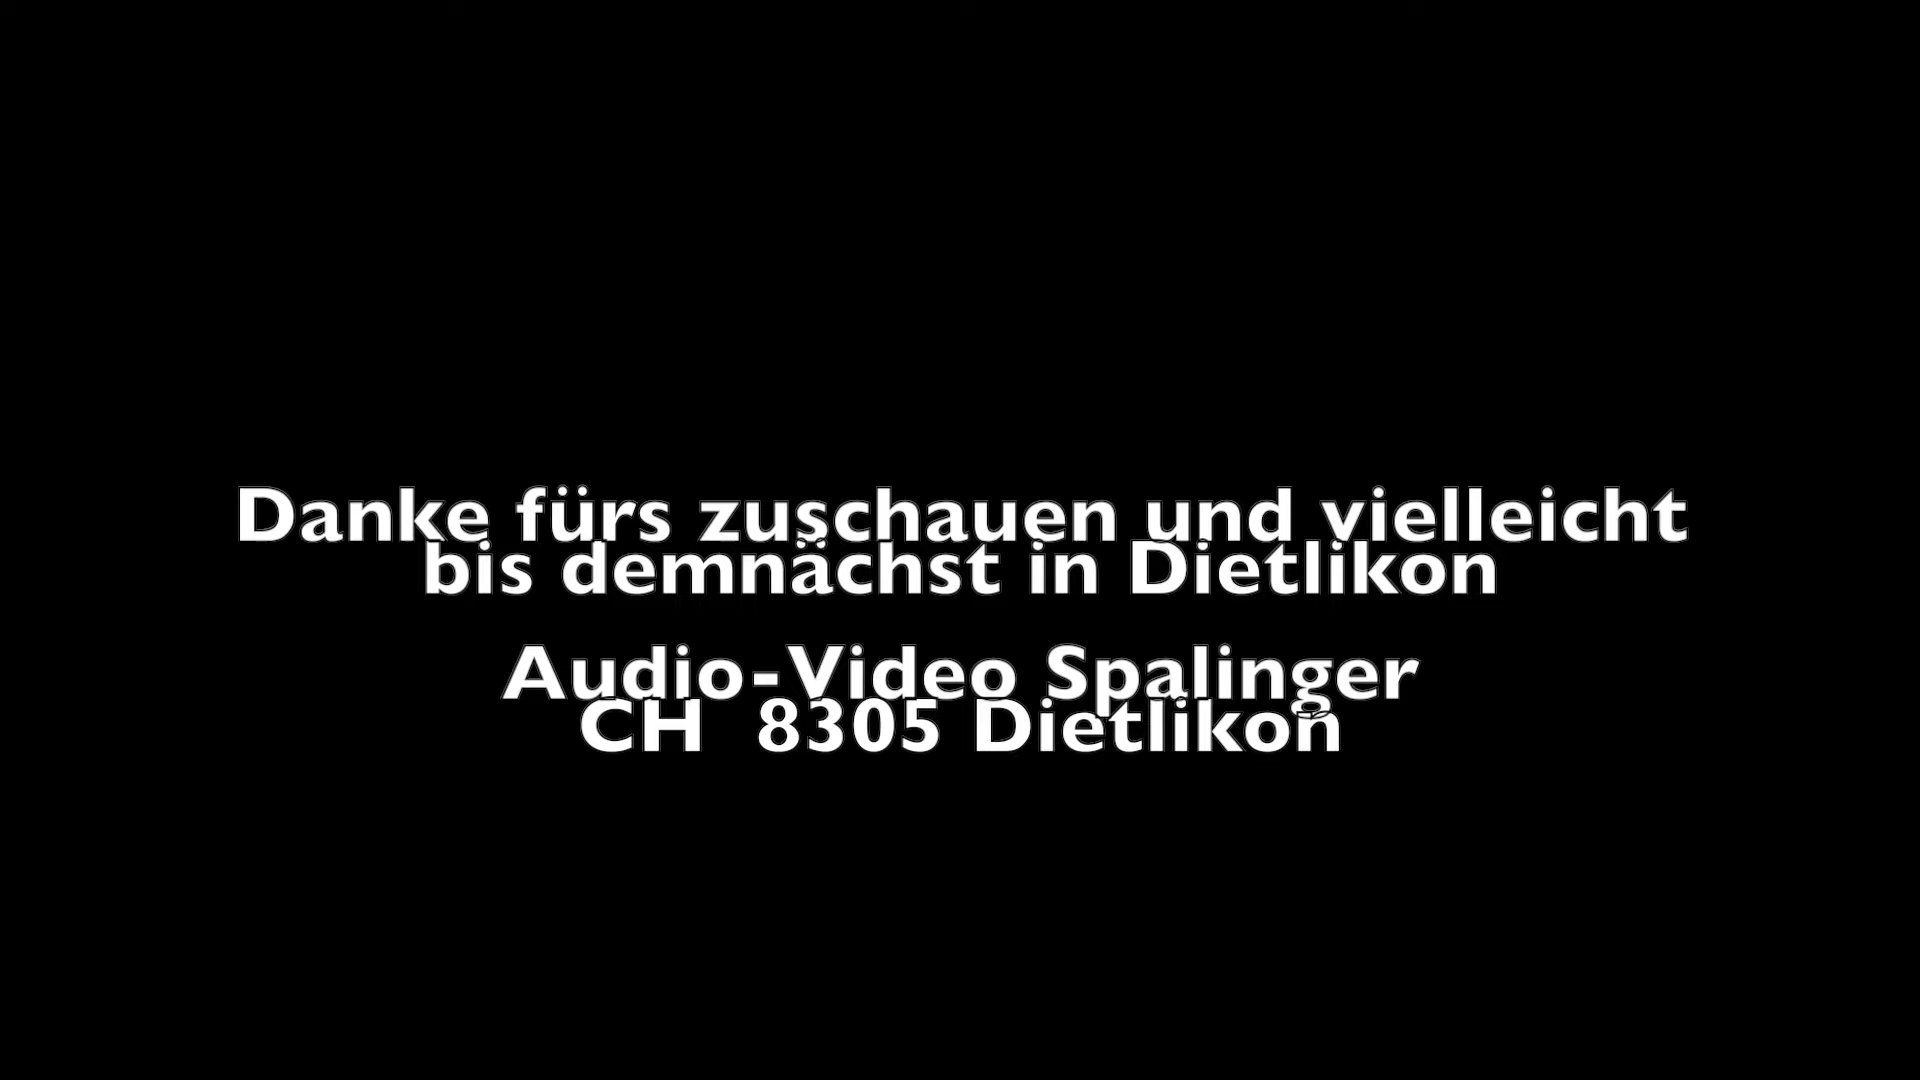 Danke fürs zuschauen und vielleicht
bis demnächst in Dietlikon
Audio-Video Spalinger
CH  8305 Dietlikon